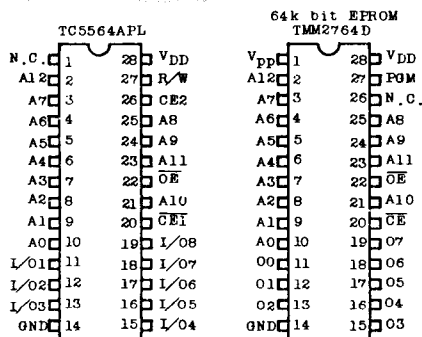 64k bit EPROM
TC5564APL TMM2764D
N.C. 1 28 VDD Vpp 1 28 VDD
A12 2 27 R/W A12 2 27 PGM
A7 3 26 CE2 A7 3 26 N.C.
A6 4 25 A8 A6 4 25 A8
A5 5 24 A9 A5 5 24 A9
A4 6 23 A11 A4 6 23 A11
A3 7 22 OE A3 7 22 OE
A2 8 21 A10 A2 8 21 A10
A1 9 20 CE1 A1 9 20 CE
A0 10 19 I/O8 A0 10 19 O7
I/O1 11 18 I/O7 O0 11 18 O6
I/O2 12 17 I/O6 O1 12 17 O5
I/O3 13 16 I/O5 O2 13 16 O4
GND 14 15 I/O4 GND 14 15 O3